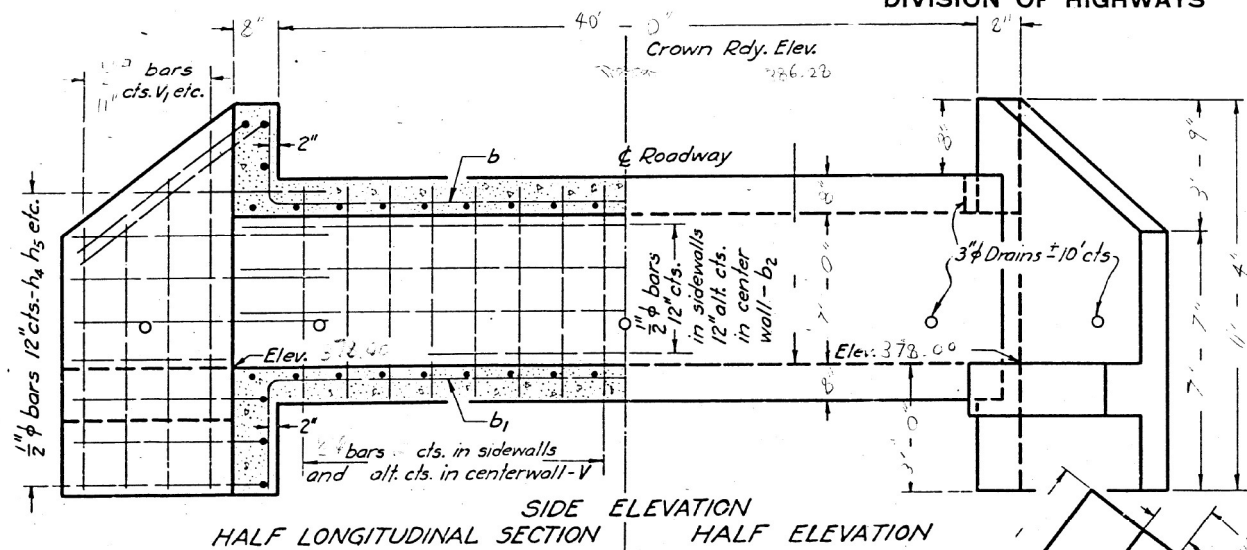 DIVISION OF HIGHWAYS
8"
40' - 0"
Crown Rdy. Elev.
386.28
bars
11" cts. V₁ etc.
2"
b
℄ Roadway
3'-9"
8"
1/2" ϕ bars 12" cts.-h₄ h₅ etc.
1/2" ϕ bars
12" cts.
in sidewalls
12" alt. cts.
in center
wall-b₂
3"ϕ Drains ±10' cts
Elev.
Elev. 378.00
7'-7"
8"
3'-0"
b₁
2"
bars cts. in sidewalls
and alt. cts. in centerwall-V
SIDE ELEVATION
HALF LONGITUDINAL SECTION
HALF ELEVATION